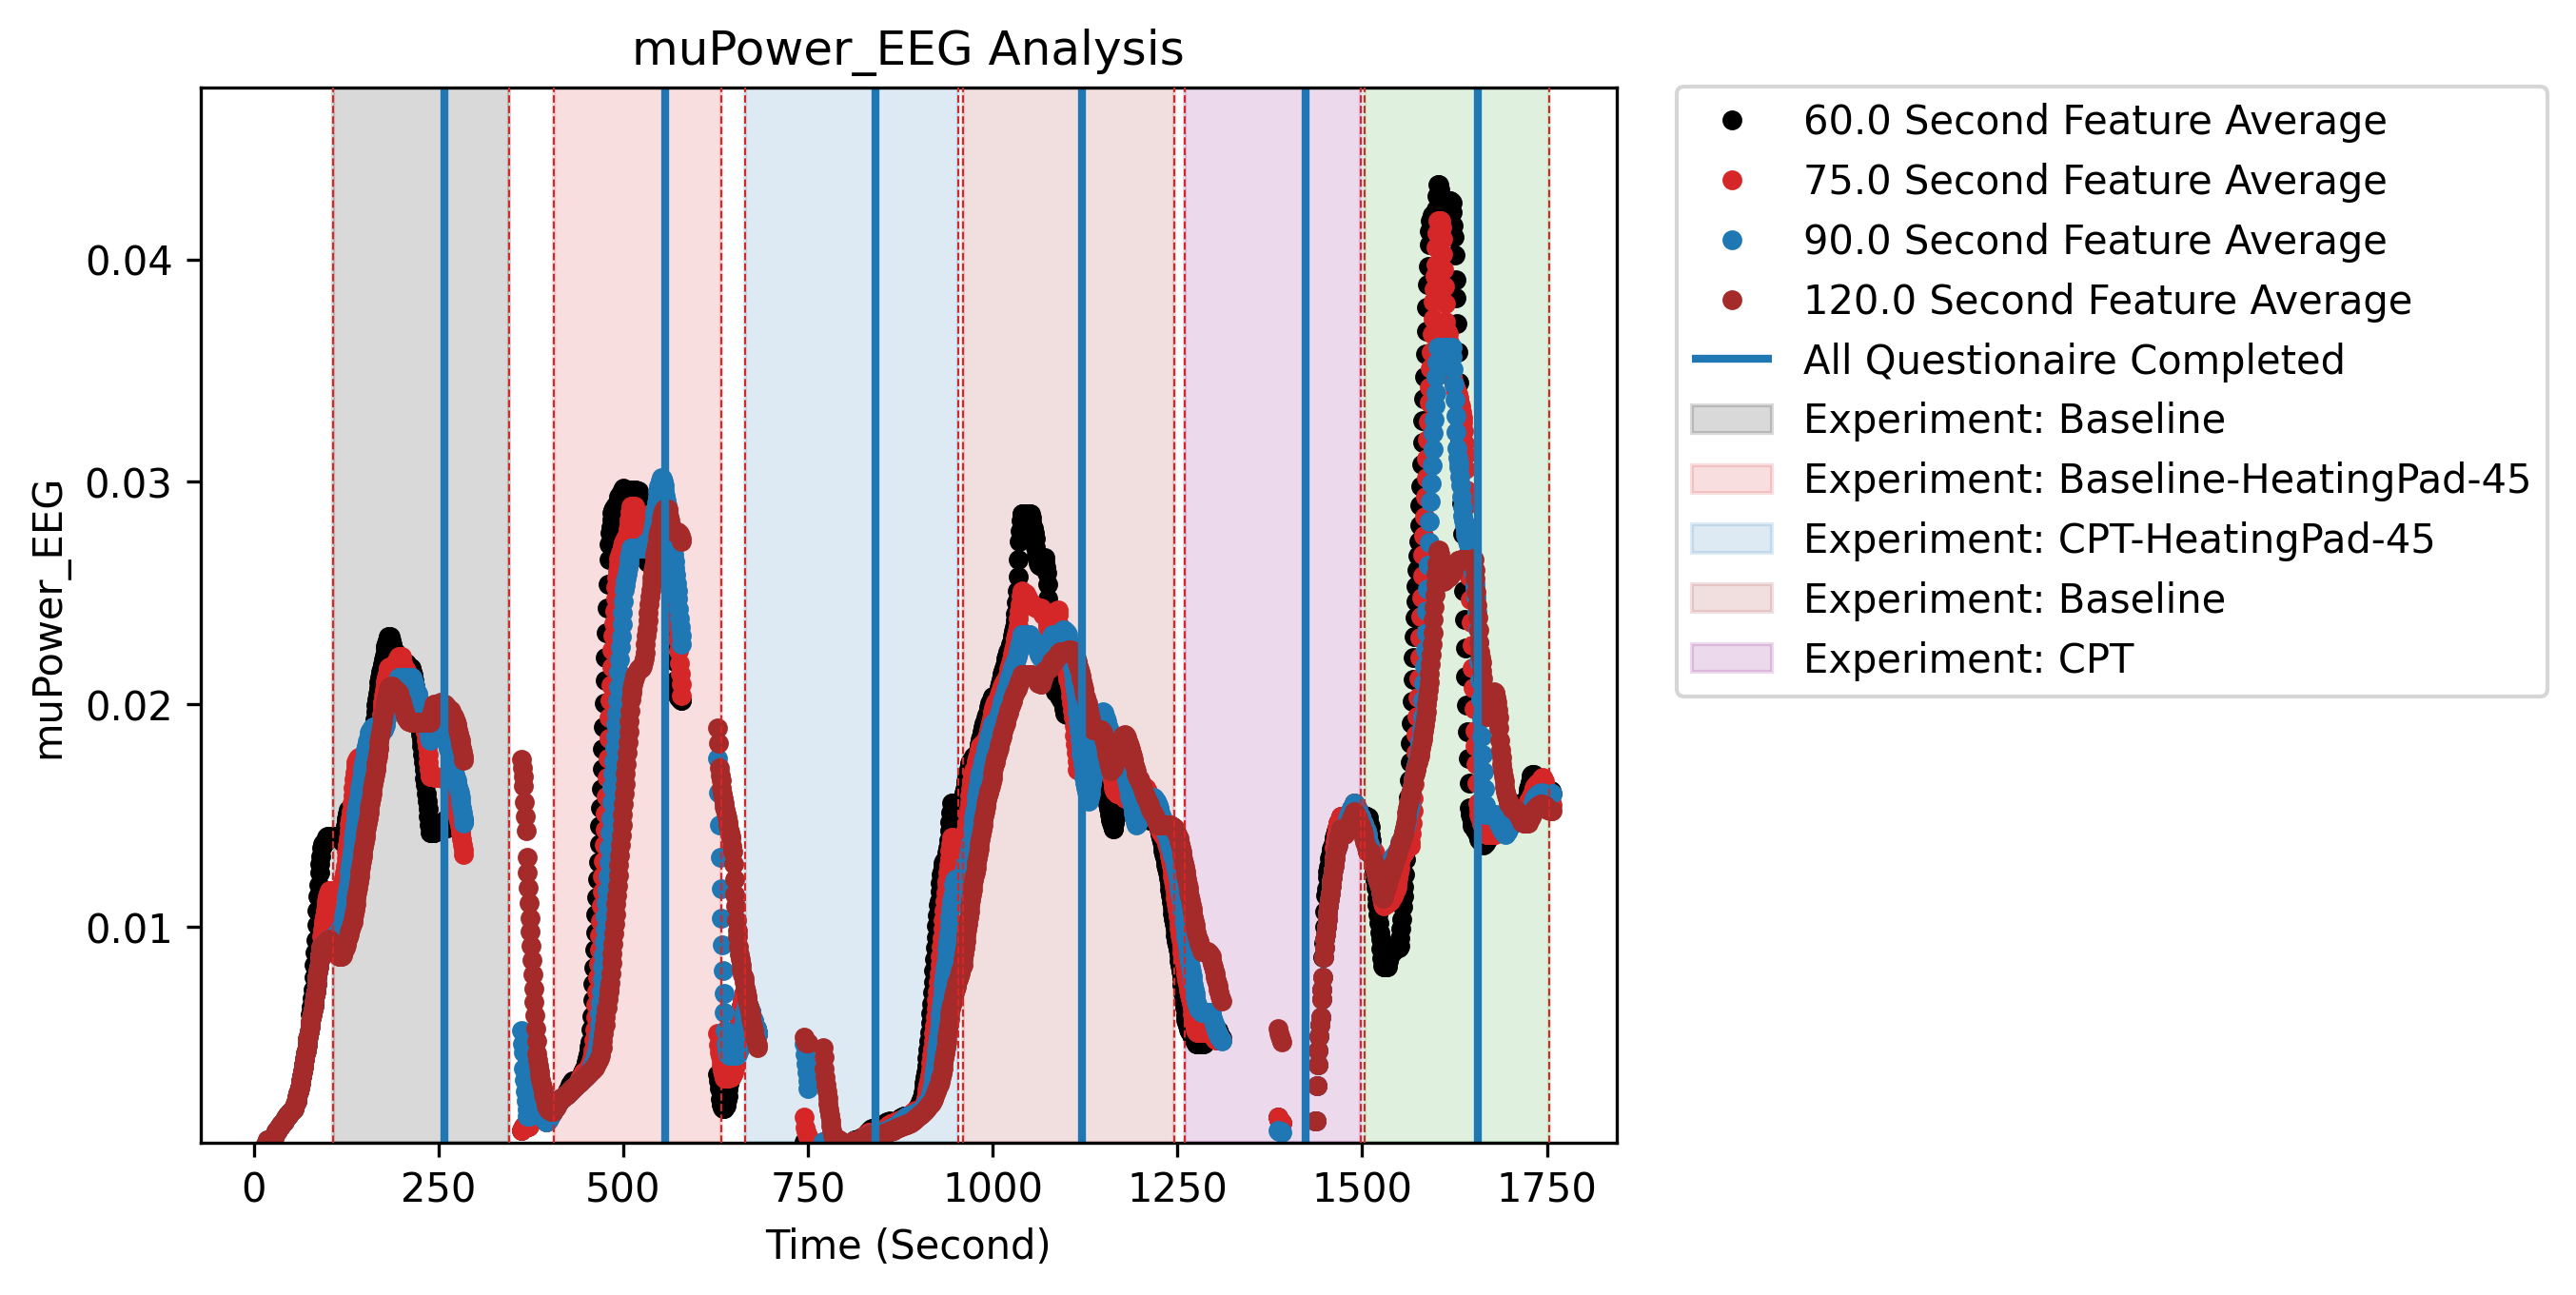 muPower_EEG Analysis
muPower_EEG
0.04
0.03
0.02
0.01
0 250 500 750 1000 1250 1500 1750
Time (Second)
60.0 Second Feature Average
75.0 Second Feature Average
90.0 Second Feature Average
120.0 Second Feature Average
All Questionaire Completed
Experiment: Baseline
Experiment: Baseline-HeatingPad-45
Experiment: CPT-HeatingPad-45
Experiment: Baseline
Experiment: CPT